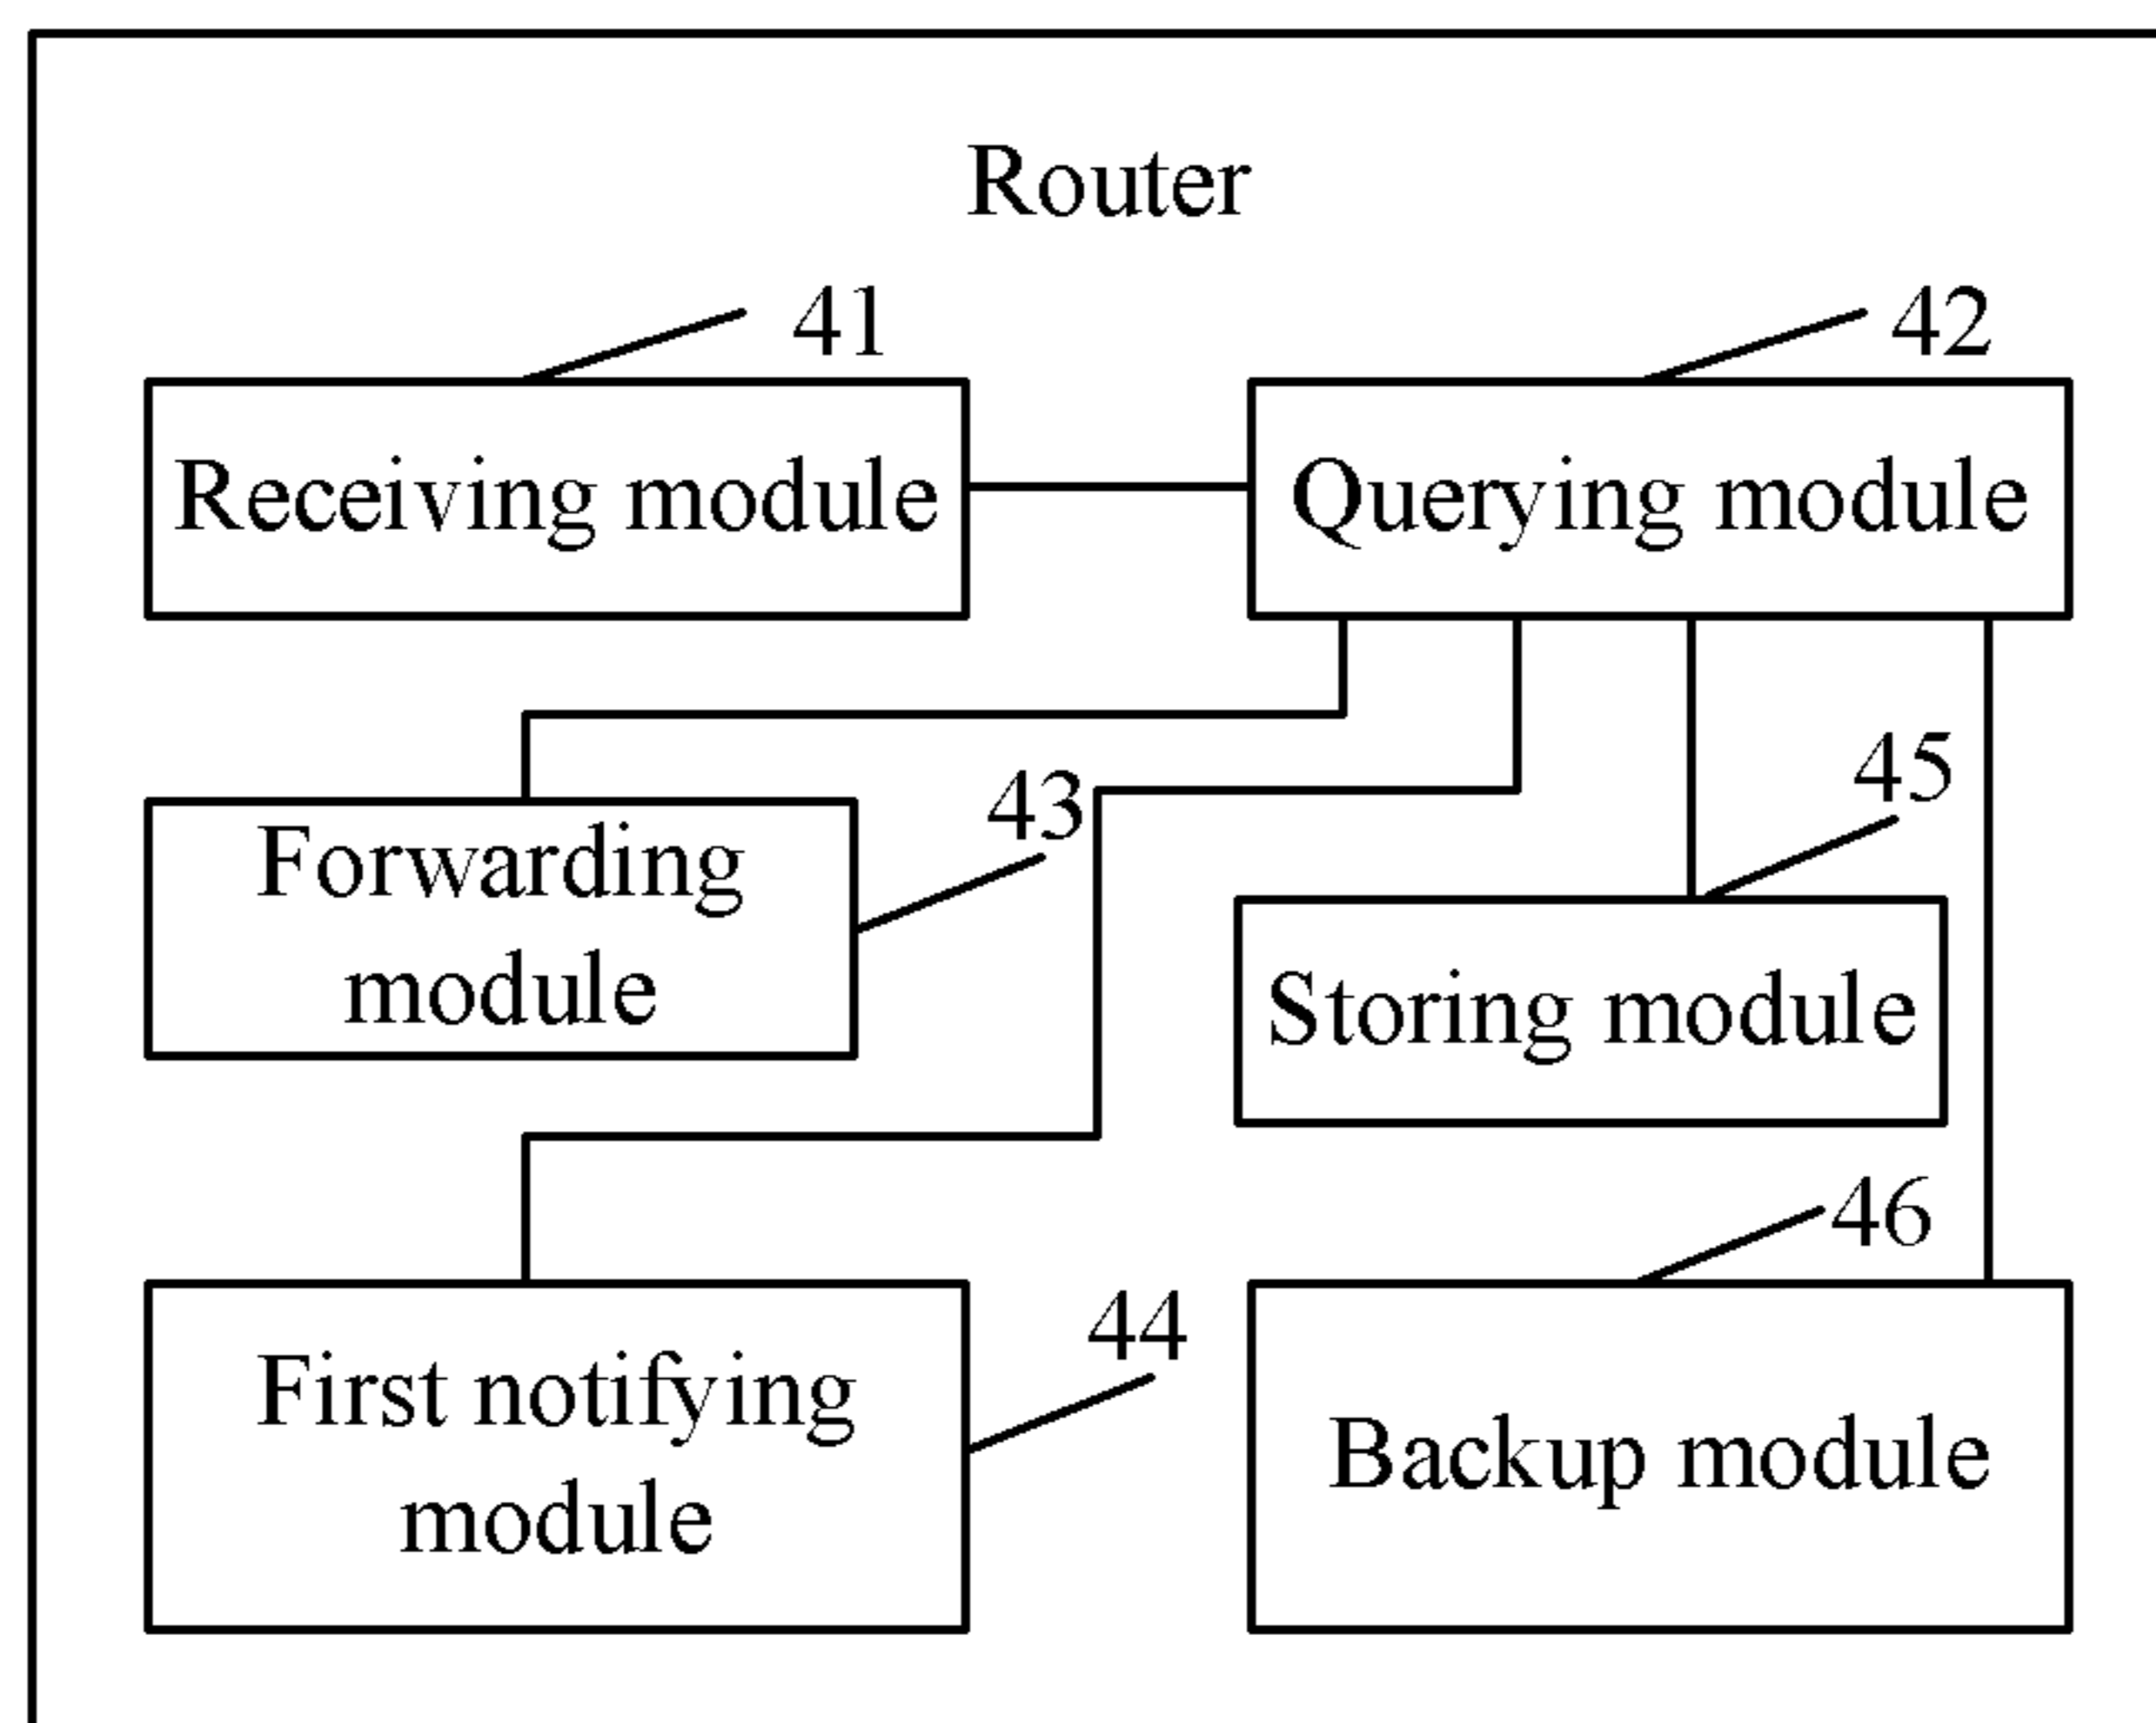 Router
41
42
Receiving module
Querying module
43
45
Forwarding
module
Storing module
46
44
First notifying
module
Backup module